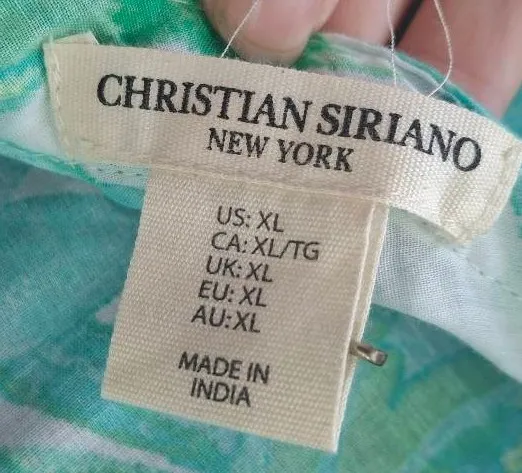 CHRISTIAN SIRIANO
NEW YORK
US: XL
CA: XL/TG
UK: XL
EU: XL
AU: XL
MADE IN
INDIA